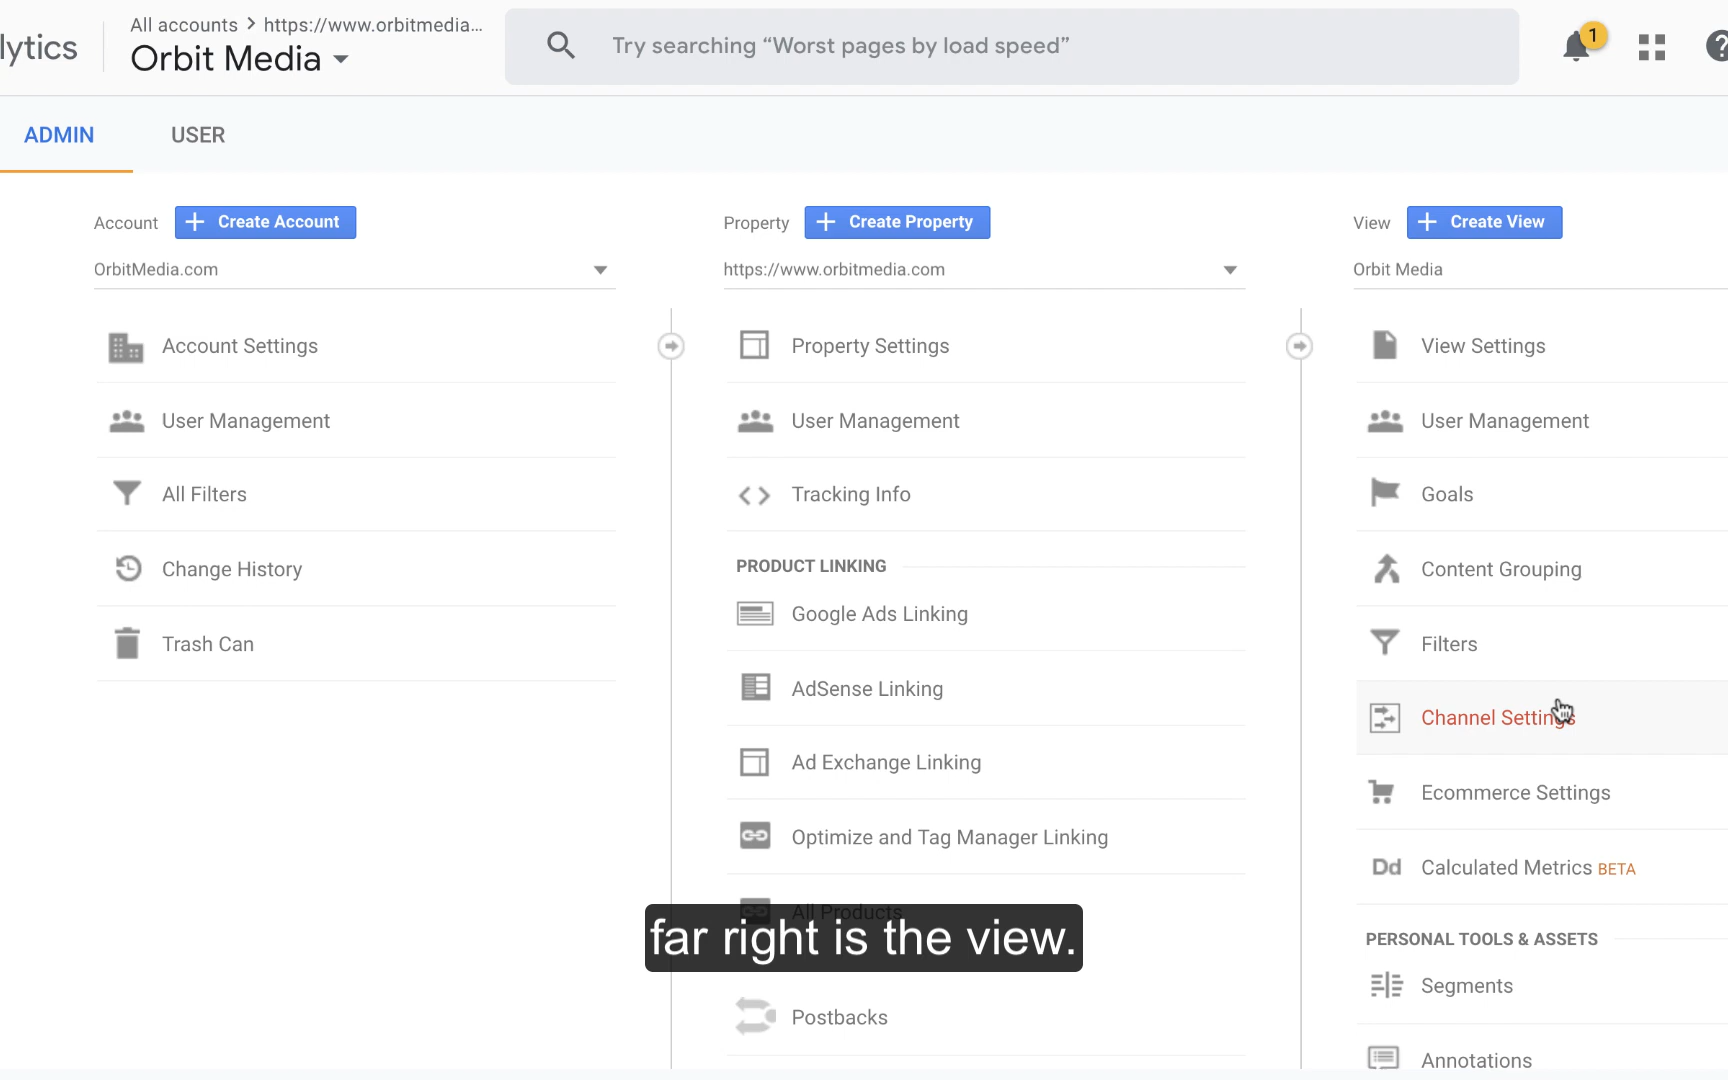 lytics
All accounts > https://www.orbitmedia...
Orbit Media
Try searching “Worst pages by load speed”
1
?
ADMIN
USER
Account
+ Create Account
OrbitMedia.com
Account Settings
User Management
All Filters
Change History
Trash Can
Property
+ Create Property
https://www.orbitmedia.com
Property Settings
User Management
Tracking Info
PRODUCT LINKING
Google Ads Linking
AdSense Linking
Ad Exchange Linking
Optimize and Tag Manager Linking
All Products
Postbacks
View
+ Create View
Orbit Media
View Settings
User Management
Goals
Content Grouping
Filters
Channel Settings
Ecommerce Settings
Dd Calculated Metrics BETA
PERSONAL TOOLS & ASSETS
Segments
Annotations
far right is the view.